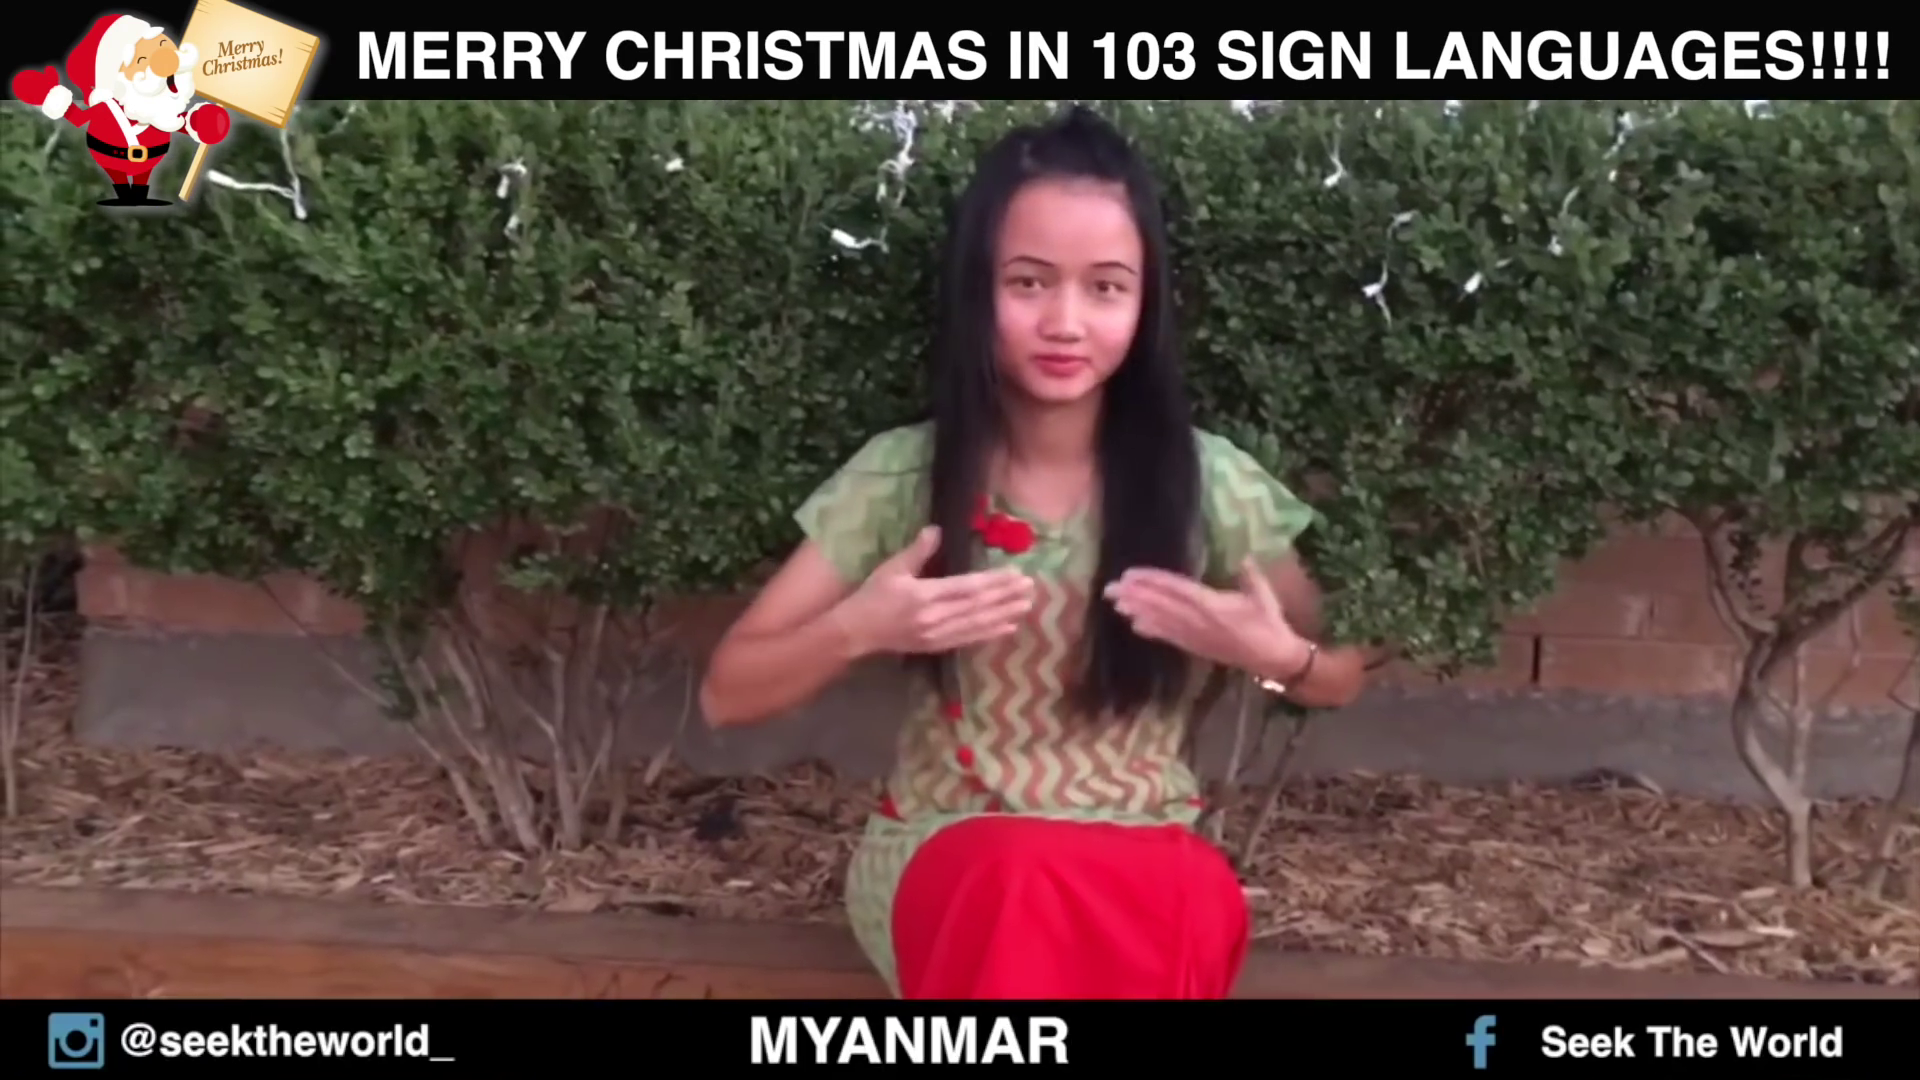 Merry
Christmas!
MERRY CHRISTMAS IN 103 SIGN LANGUAGES!!!!
@seektheworld_
MYANMAR
Seek The World